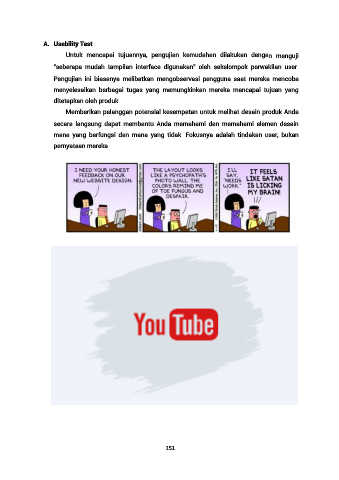 A. Usebility Test
Untuk mencapai tujuannya, pengujian kemudahan dilakukan dengan menguji
"seberapa mudah tampilan interface digunakan" oleh sekelompok perwakilan user
Pengujian ini biasanya melibatkan mengobservasi pengguna saat mereka mencoba
menyelesaikan berbagai tugas yang memungkinkan mereka mencapai tujuan yang
ditetapkan oleh produk
Memberikan pelanggan potensial kesempatan untuk melihat desain produk Anda
secara langsung dapat membantu Anda memahami dan memahami elemen desain
mana yang berfungsi dan mana yang tidak Fokusnya adalah tindakan user, bukan
pernyataan mereka
I NEED YOUR HONEST
FEEDBACK ON OUR
NEW WEBSITE DESIGN.
THE LAYOUT LOOKS
LIKE A PSYCHOPATH'S
PHOTO WALL. THE
COLORS REMIND ME
OF TOE FUNGUS AND
DESPAIR.
I'LL
SAY,
"NEEDS
WORK."
IT FEELS
LIKE SATAN
IS LICKING
MY BRAIN!
YouTube
151